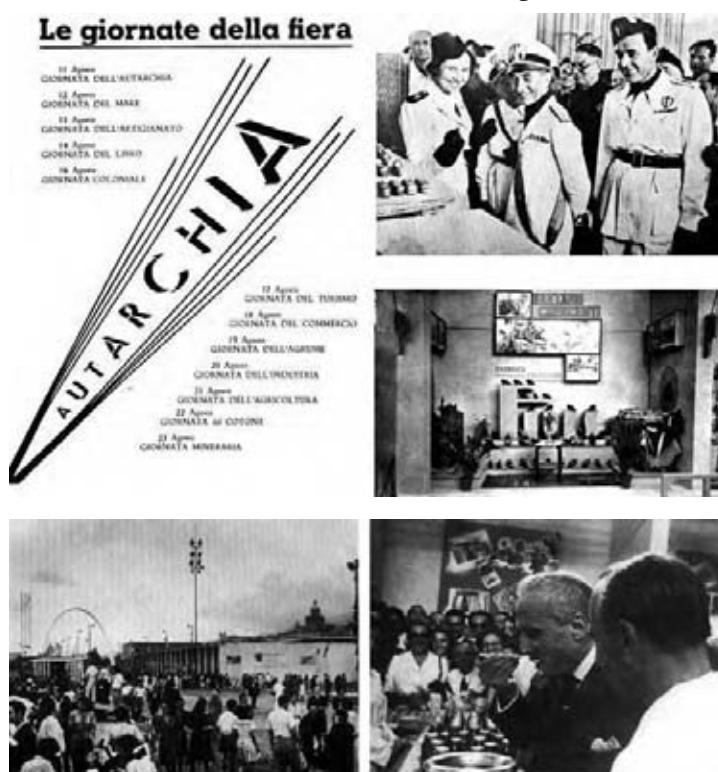 Le giornate della fiera
11 Agosto
GIORNATA DELL'AUTARCHIA
12 Agosto
GIORNATA DEL MARE
13 Agosto
GIORNATA DELL'ARTIGIANATO
14 Agosto
GIORNATA DEL LINO
16 Agosto
GIORNATA COLONIALE
AUTARCHIA
17 Agosto
GIORNATA DEL TURISMO
18 Agosto
GIORNATA DEL COMMERCIO
19 Agosto
GIORNATA DELL'AGRUME
20 Agosto
GIORNATA DELL'INDUSTRIA
21 Agosto
GIORNATA DELL'AGRICOLTURA
22 Agosto
GIORNATA del COTONE
23 Agosto
GIORNATA MINERARIA